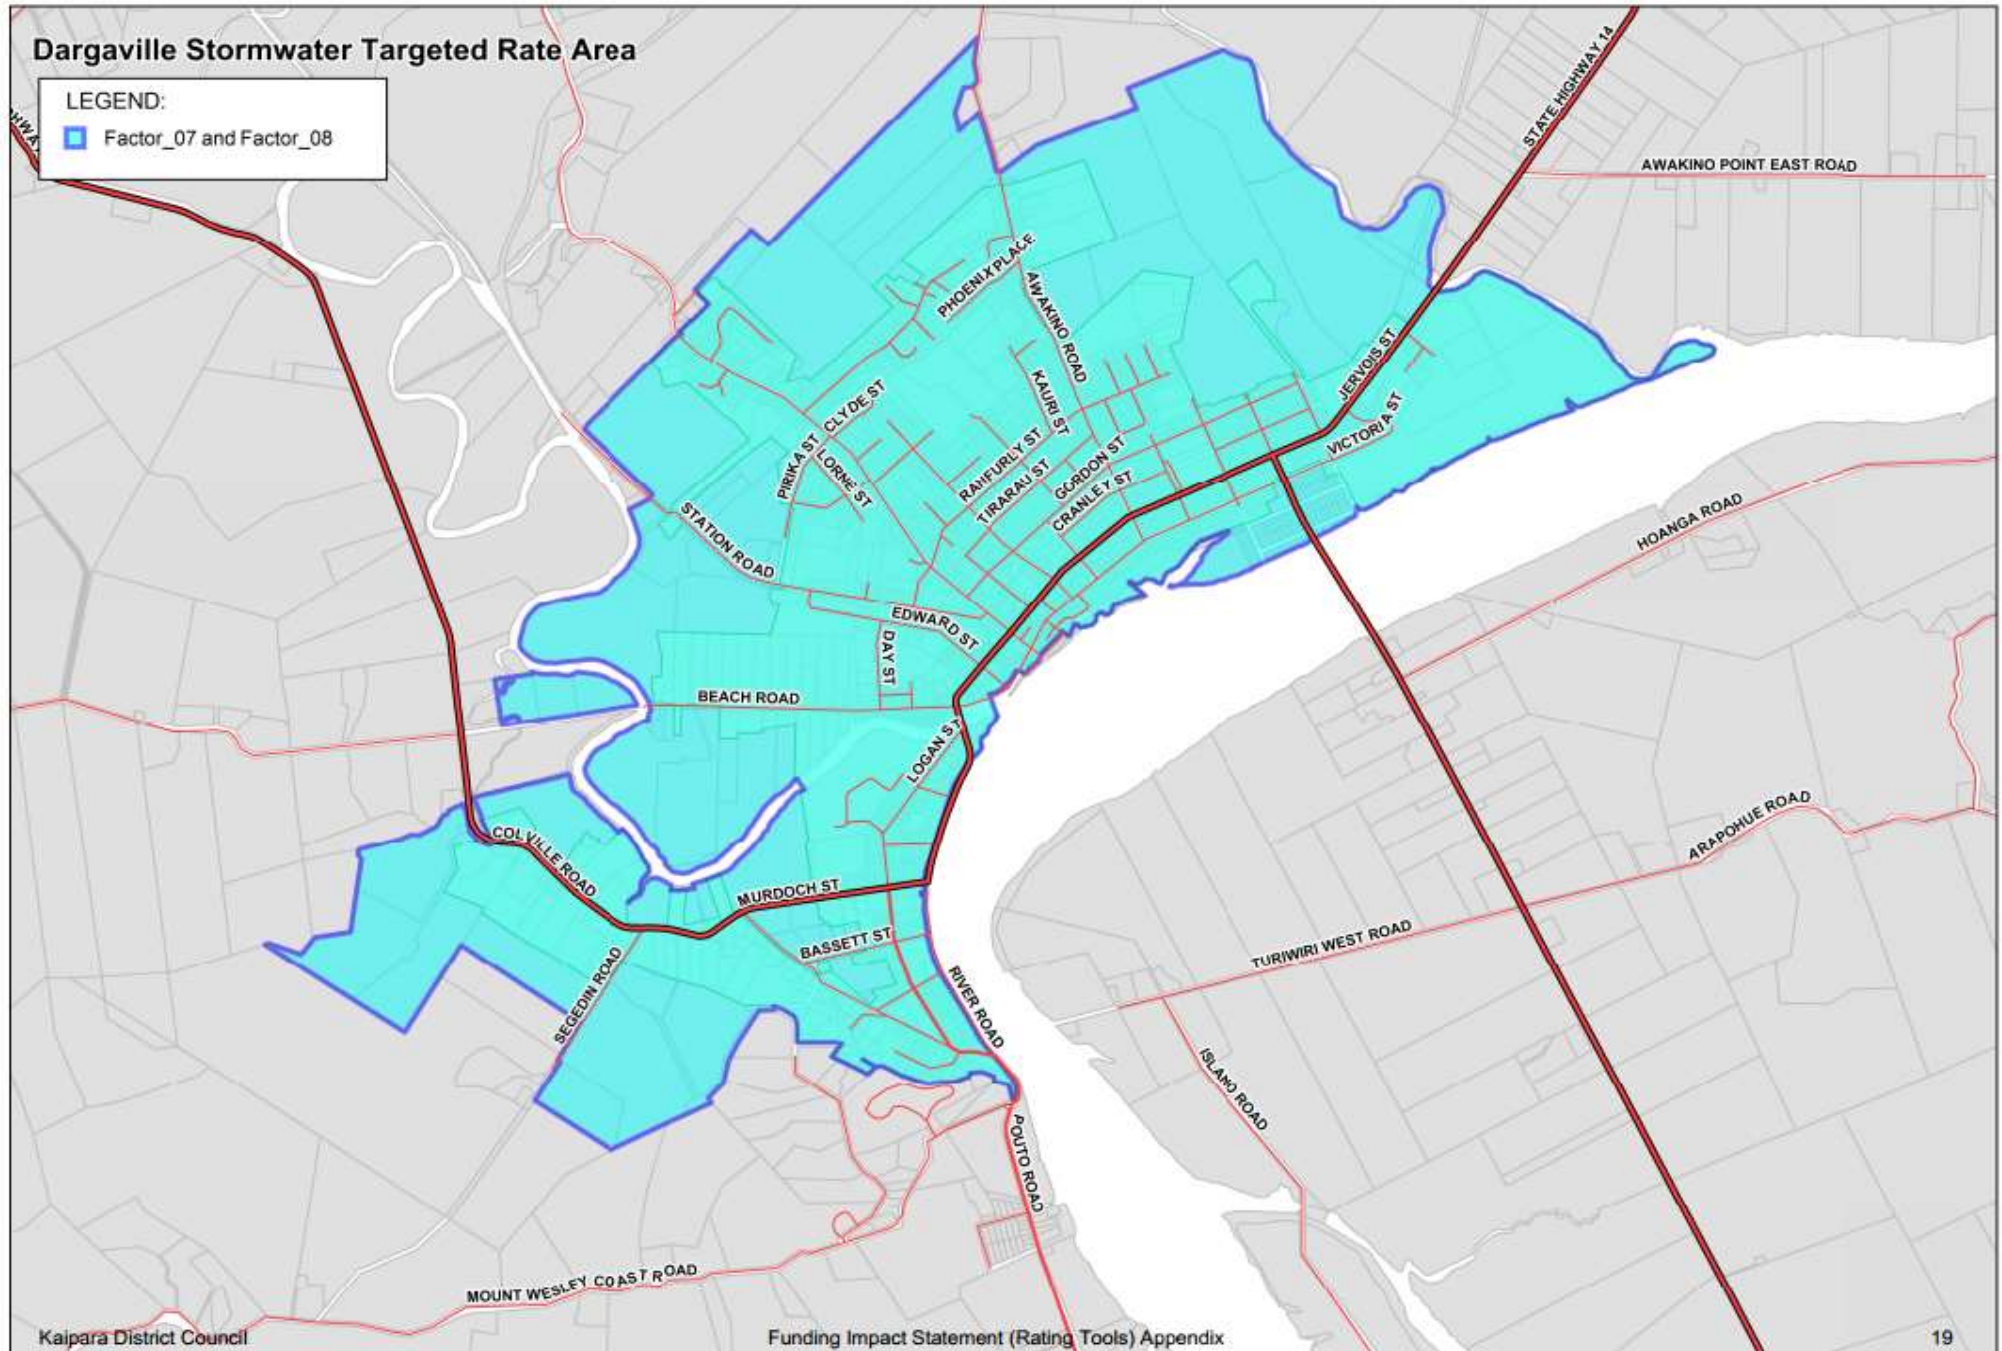 Dargaville Stormwater Targeted Rate Area
LEGEND:
Factor_07 and Factor_08
STATE HIGHWAY 14
AWAKINO POINT EAST ROAD
PHOENIX PLACE
AWAKINO ROAD
JERVOIS ST
KAURI ST
CLYDE ST
VICTORIA ST
PIRIKA ST
LORNE ST
RANFURLY ST
TIRARAU ST
GORDON ST
CRANLEY ST
STATION ROAD
HOANGA ROAD
EDWARD ST
DAY ST
BEACH ROAD
LOGAN ST
COLVILLE ROAD
MURDOCH ST
ARAPOHUE ROAD
BASSETT ST
TURIWIRI WEST ROAD
SEGEDIN ROAD
RIVER ROAD
ISLAND ROAD
POUTO ROAD
MOUNT WESLEY COAST ROAD
Kaipara District Council
Funding Impact Statement (Rating Tools) Appendix
19